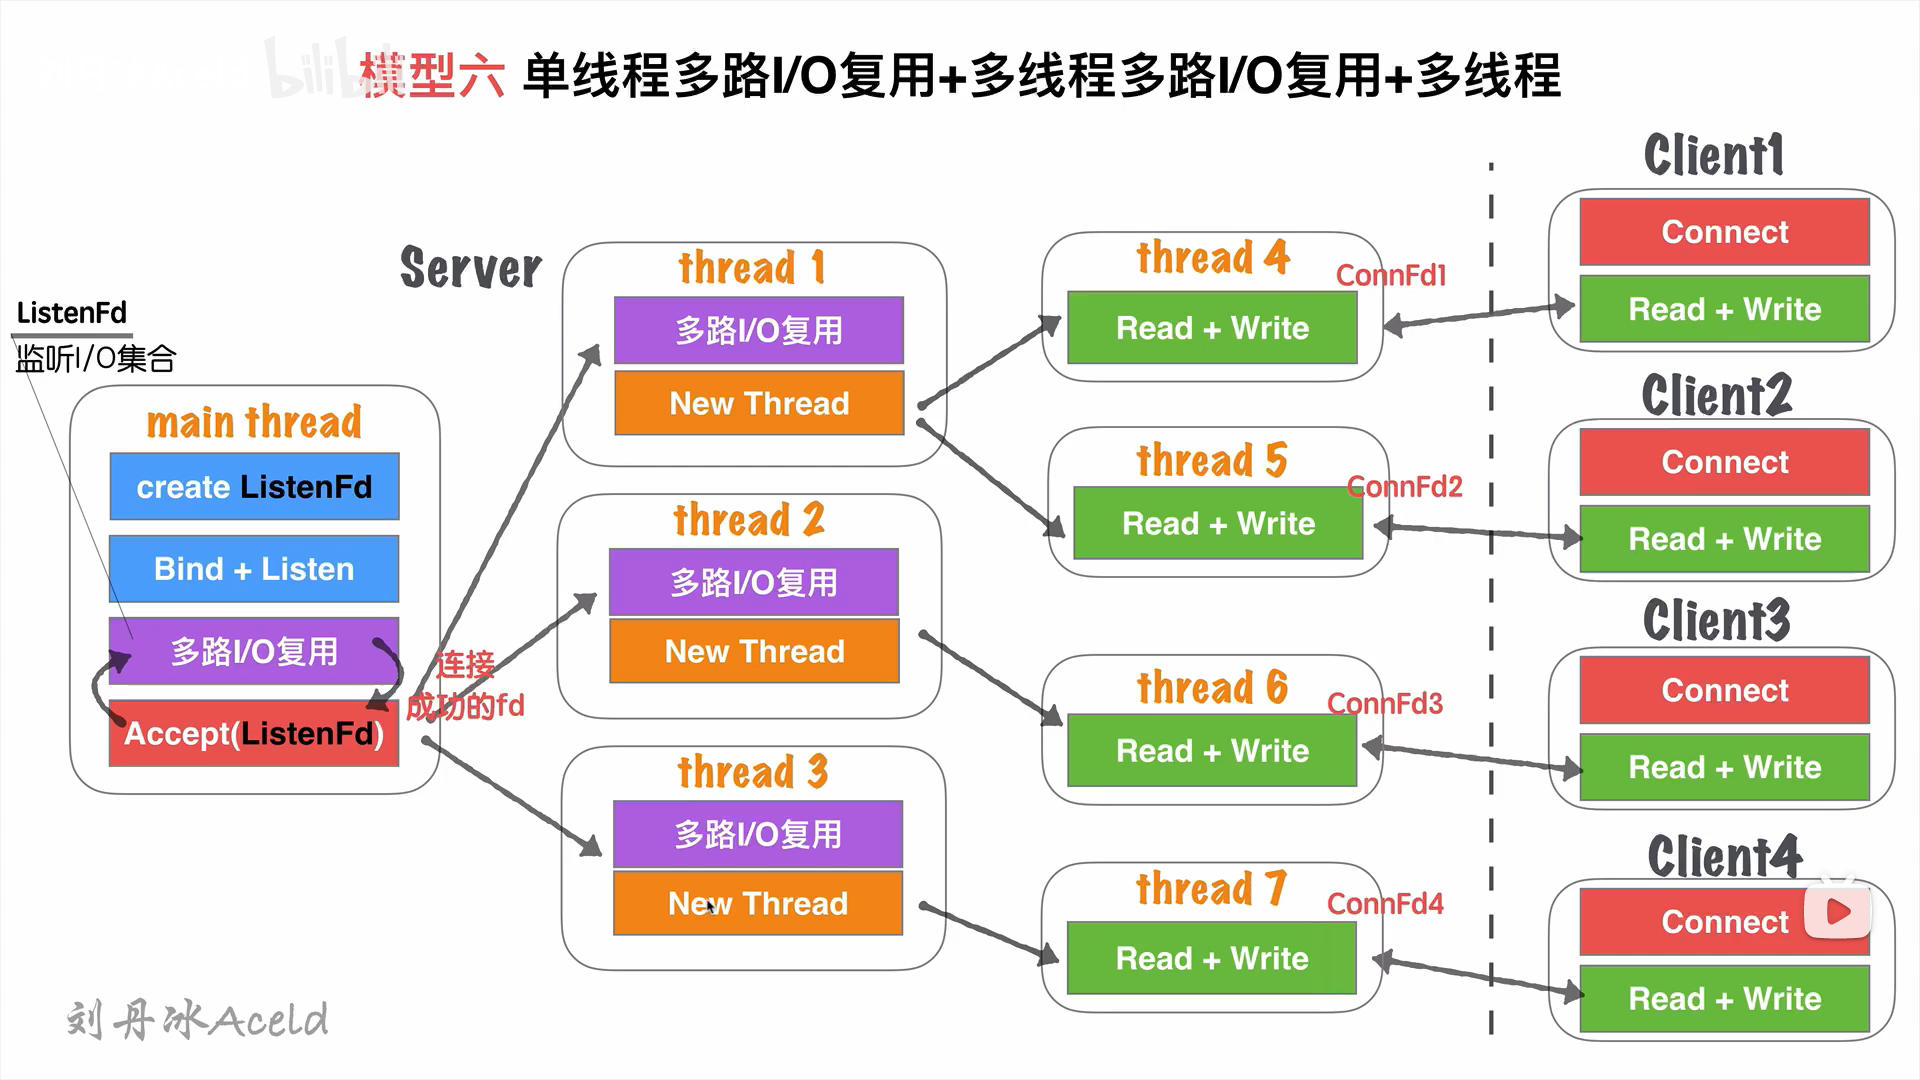 bilibili
模型六 单线程多路I/O复用+多线程多路I/O复用+多线程
Server
ListenFd
监听I/O集合
main thread
create ListenFd
Bind + Listen
多路I/O复用
Accept(ListenFd)
连接
成功的fd
thread 1
多路I/O复用
New Thread
thread 2
多路I/O复用
New Thread
thread 3
多路I/O复用
New Thread
thread 4
Read + Write
ConnFd1
thread 5
Read + Write
ConnFd2
thread 6
Read + Write
ConnFd3
thread 7
Read + Write
ConnFd4
Client1
Connect
Read + Write
Client2
Connect
Read + Write
Client3
Connect
Read + Write
Client4
Connect
Read + Write
刘丹冰Aceld